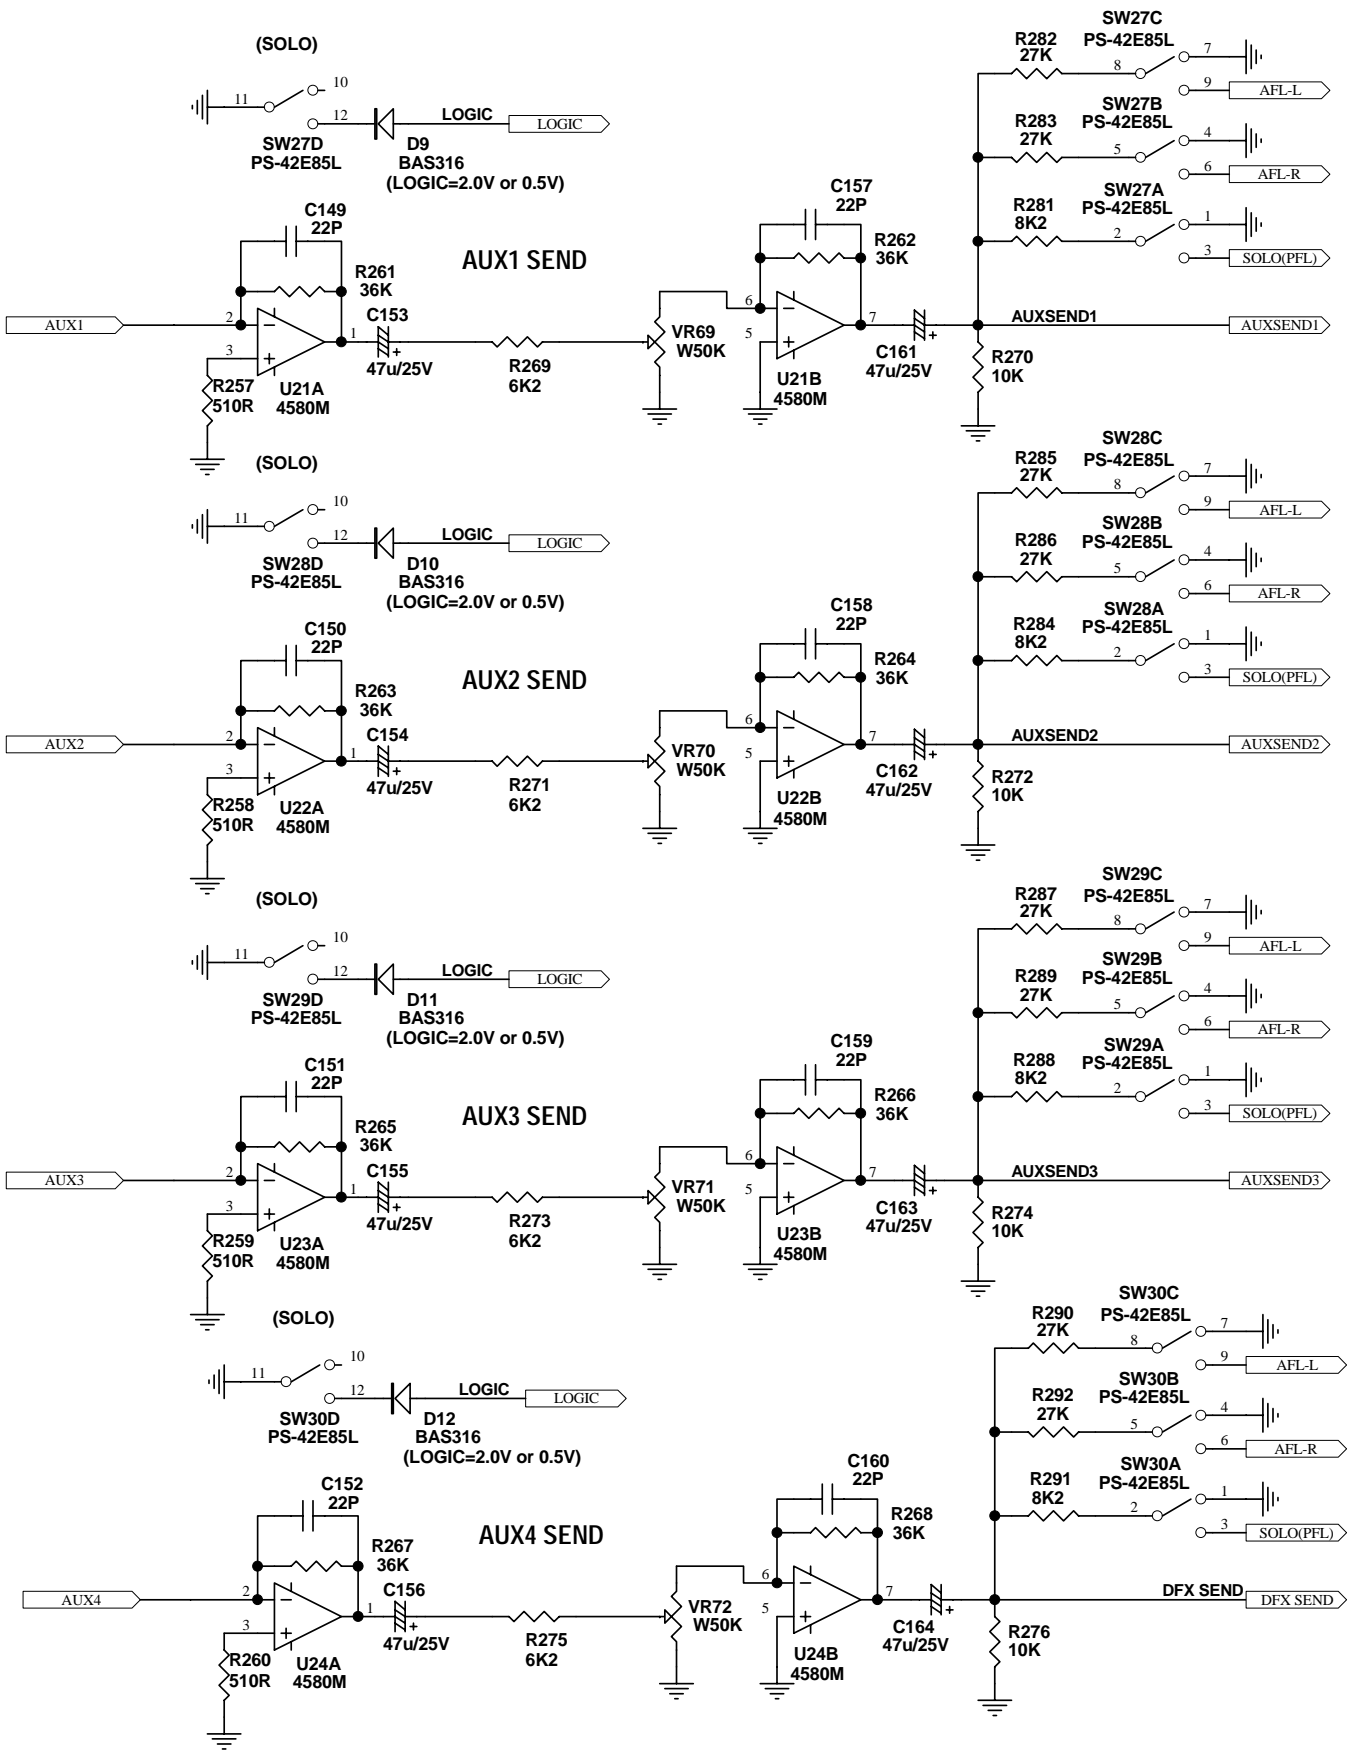 (SOLO)
11
10
12
SW27D
PS-42E85L
D9
BAS316
(LOGIC=2.0V or 0.5V)
LOGIC
LOGIC
C149
22P
R261
36K
AUX1 SEND
AUX1
2
3
1
R257
510R
U21A
4580M
C153
47u/25V
R269
6K2
VR69
W50K
C157
22P
R262
36K
6
5
7
U21B
4580M
C161
47u/25V
AUXSEND1
AUXSEND1
R270
10K
R282
27K
SW27C
PS-42E85L
8
7
9
AFL-L
R283
27K
SW27B
PS-42E85L
5
4
6
AFL-R
R281
8K2
SW27A
PS-42E85L
2
1
3
SOLO(PFL)
(SOLO)
11
10
12
SW28D
PS-42E85L
D10
BAS316
(LOGIC=2.0V or 0.5V)
LOGIC
LOGIC
C150
22P
R263
36K
AUX2 SEND
AUX2
2
3
1
R258
510R
U22A
4580M
C154
47u/25V
R271
6K2
VR70
W50K
C158
22P
R264
36K
6
5
7
U22B
4580M
C162
47u/25V
AUXSEND2
AUXSEND2
R272
10K
R285
27K
SW28C
PS-42E85L
8
7
9
AFL-L
R286
27K
SW28B
PS-42E85L
5
4
6
AFL-R
R284
8K2
SW28A
PS-42E85L
2
1
3
SOLO(PFL)
(SOLO)
11
10
12
SW29D
PS-42E85L
D11
BAS316
(LOGIC=2.0V or 0.5V)
LOGIC
LOGIC
C151
22P
R265
36K
AUX3 SEND
AUX3
2
3
1
R259
510R
U23A
4580M
C155
47u/25V
R273
6K2
VR71
W50K
C159
22P
R266
36K
6
5
7
U23B
4580M
C163
47u/25V
AUXSEND3
AUXSEND3
R274
10K
R287
27K
SW29C
PS-42E85L
8
7
9
AFL-L
R289
27K
SW29B
PS-42E85L
5
4
6
AFL-R
R288
8K2
SW29A
PS-42E85L
2
1
3
SOLO(PFL)
(SOLO)
11
10
12
SW30D
PS-42E85L
D12
BAS316
(LOGIC=2.0V or 0.5V)
LOGIC
LOGIC
C152
22P
R267
36K
AUX4 SEND
AUX4
2
3
1
R260
510R
U24A
4580M
C156
47u/25V
R275
6K2
VR72
W50K
C160
22P
R268
36K
6
5
7
U24B
4580M
C164
47u/25V
DFX SEND
DFX SEND
R276
10K
R290
27K
SW30C
PS-42E85L
8
7
9
AFL-L
R292
27K
SW30B
PS-42E85L
5
4
6
AFL-R
R291
8K2
SW30A
PS-42E85L
2
1
3
SOLO(PFL)